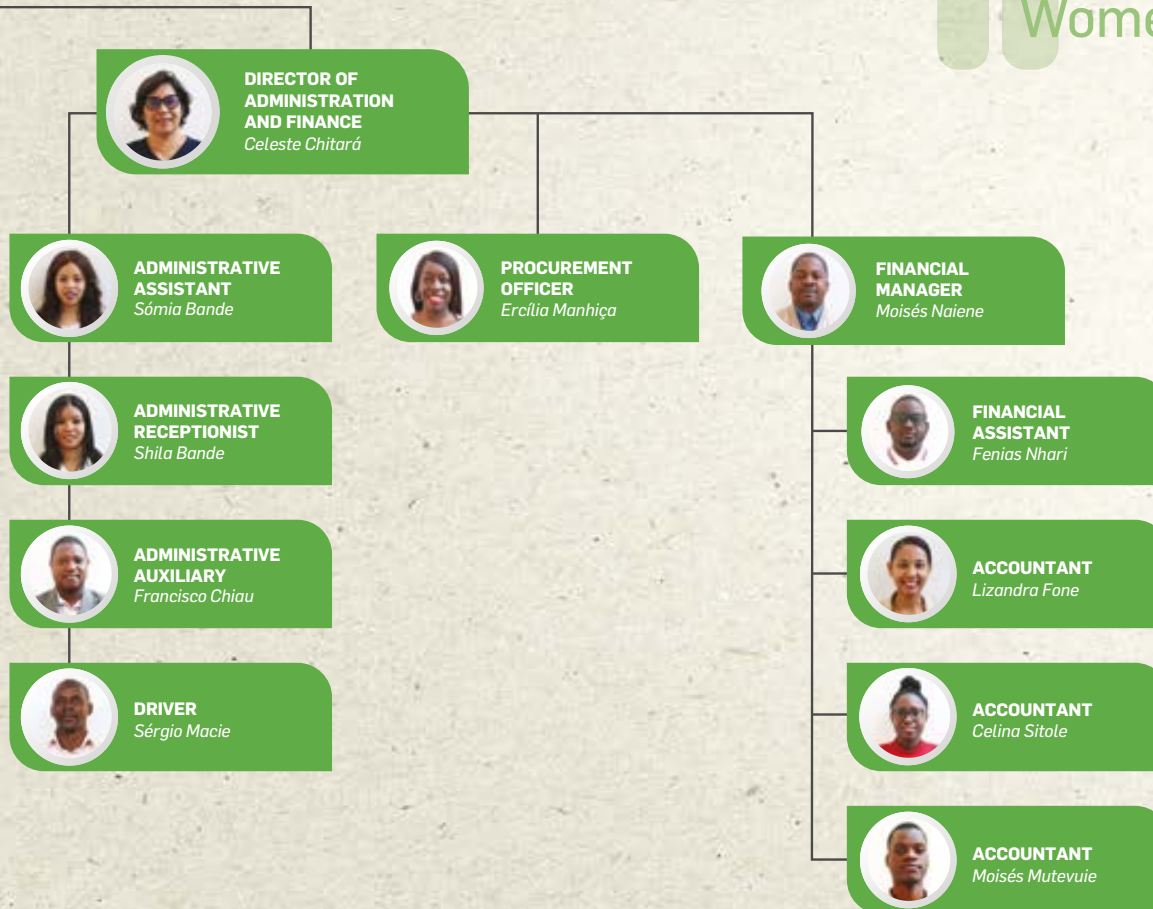 Wome
DIRECTOR OF
ADMINISTRATION
AND FINANCE
Celeste Chitará
ADMINISTRATIVE
ASSISTANT
Sómia Bande
PROCUREMENT
OFFICER
Ercília Manhiça
FINANCIAL
MANAGER
Moisés Naiene
ADMINISTRATIVE
RECEPTIONIST
Shila Bande
FINANCIAL
ASSISTANT
Fenias Nhari
ADMINISTRATIVE
AUXILIARY
Francisco Chiau
ACCOUNTANT
Lizandra Fone
DRIVER
Sérgio Macie
ACCOUNTANT
Celina Sitole
ACCOUNTANT
Moisés Mutevuie